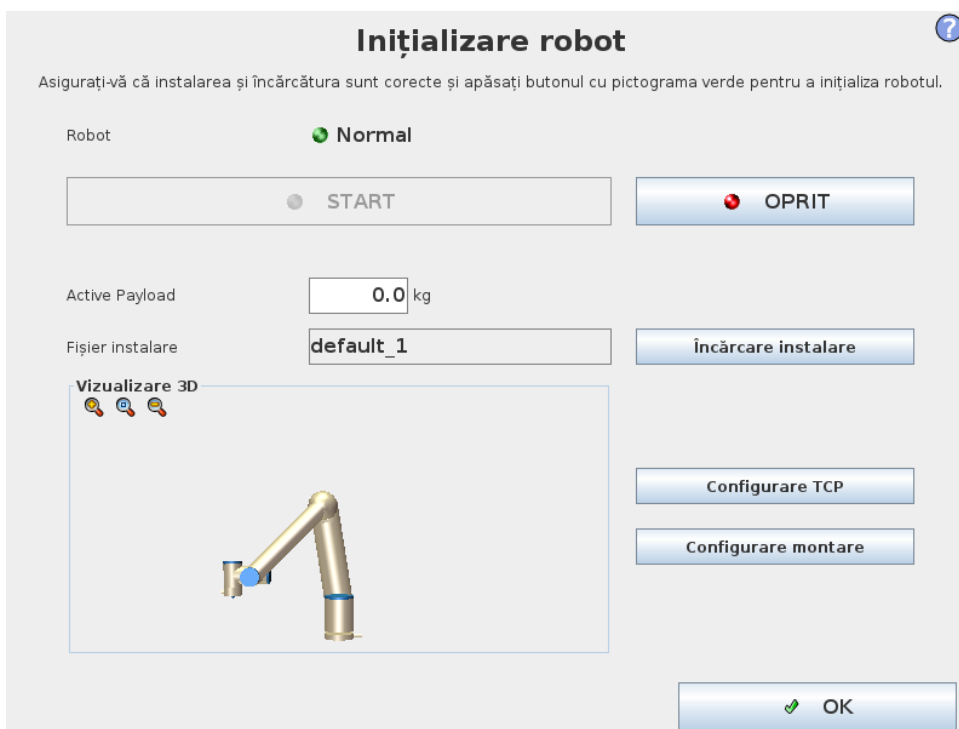 Inițializare robot
?
Asigurați-vă că instalarea și încărcătura sunt corecte și apăsați butonul cu pictograma verde pentru a inițializa robotul.
Robot Normal
START OPRIT
Active Payload 0.0 kg
Fișier instalare default_1 Încărcare instalare
Vizualizare 3D
Configurare TCP
Configurare montare
OK